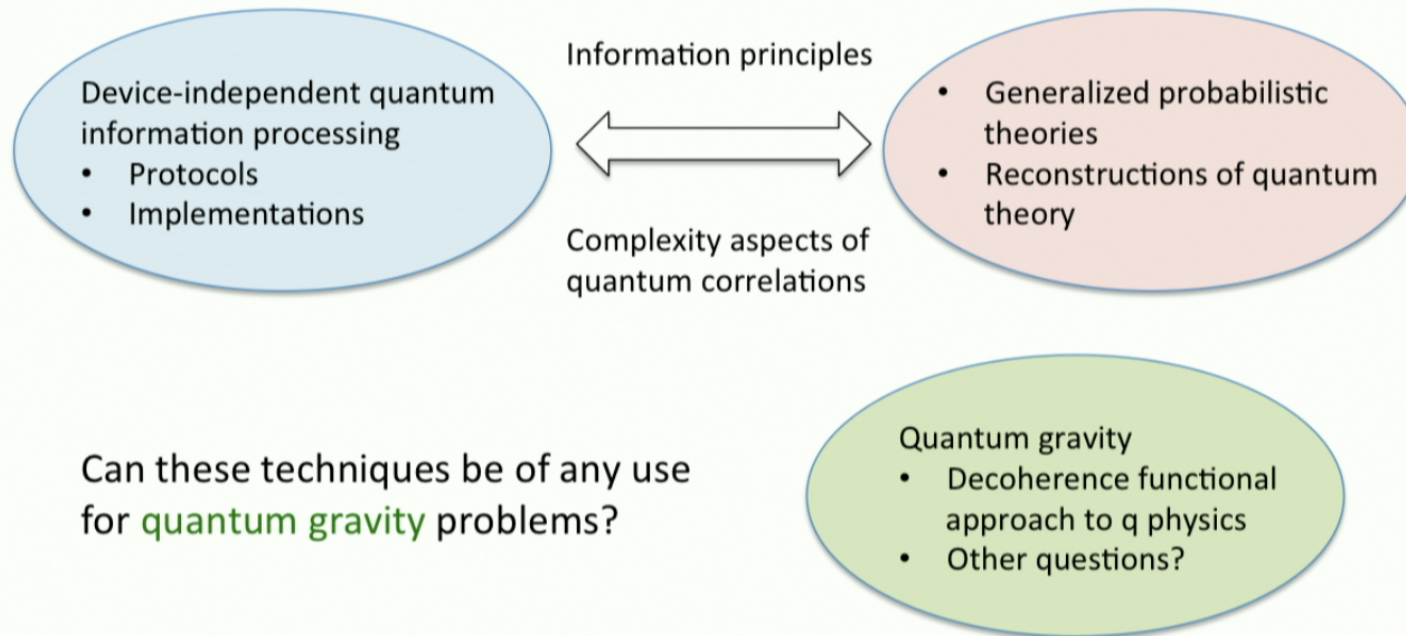 Device-independent quantum
information processing
• Protocols
• Implementations
Information principles
Complexity aspects of
quantum correlations
• Generalized probabilistic
theories
• Reconstructions of quantum
theory
Can these techniques be of any use
for quantum gravity problems?
Quantum gravity
• Decoherence functional
approach to q physics
• Other questions?